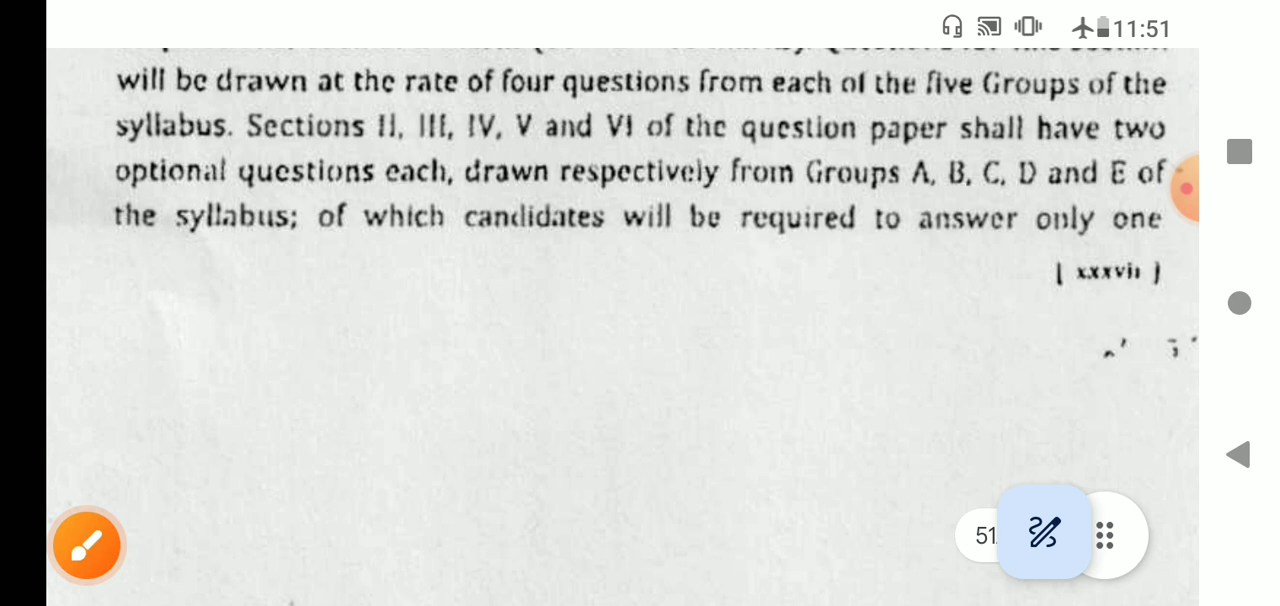 11:51
will be drawn at the rate of four questions from each of the five Groups of the
syllabus. Sections II, III, IV, V and VI of the question paper shall have two
optional questions each, drawn respectively from Groups A, B, C, D and E of
the syllabus; of which candidates will be required to answer only one
[ xxxvii ]
51